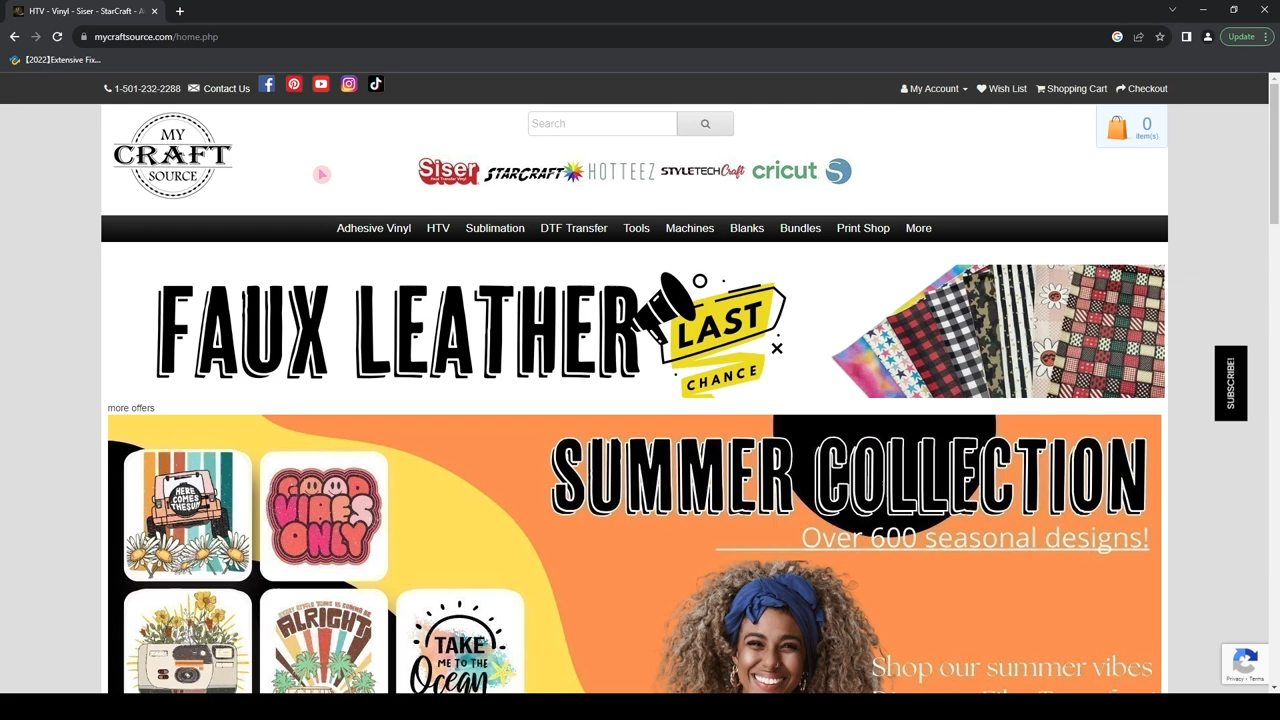 HTV - Vinyl - Siser - StarCraft - A
mycraftsource.com/home.php
Update
【2022】Extensive Fix...
1-501-232-2288
Contact Us
My Account
Wish List
Shopping Cart
Checkout
MY
CRAFT
SOURCE
Search
0
item(s)
Siser
STARCRAFT
HOTTEEZ
STYLETECH Craft
cricut
S
Adhesive Vinyl
HTV
Sublimation
DTF Transfer
Tools
Machines
Blanks
Bundles
Print Shop
More
FAUX LEATHER
LAST
CHANCE
SUBSCRIBE!
more offers
SUMMER COLLECTION
Over 600 seasonal designs!
HERE
COMES
THE SUN
GOOD
VIBES
ONLY
ALRIGHT
TAKE
ME TO THE
Ocean
Shop our summer vibes
Privacy - Terms